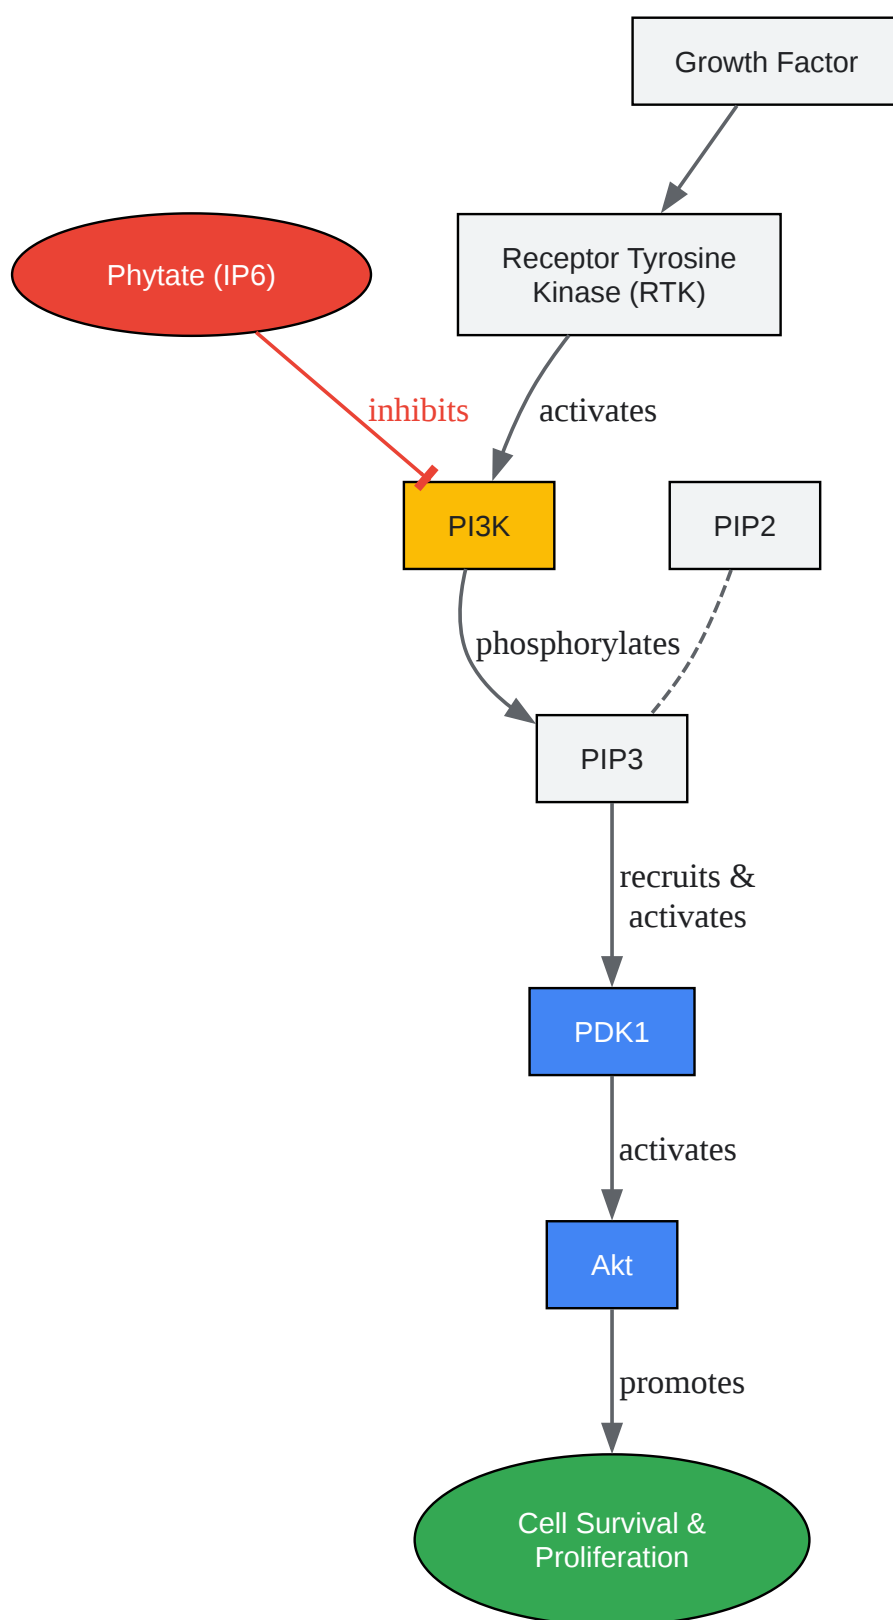 Growth Factor
Receptor Tyrosine
Kinase (RTK)
Phytate (IP6)
inhibits
activates
PI3K
PIP2
phosphorylates
PIP3
recruits &
activates
PDK1
activates
Akt
promotes
Cell Survival &
Proliferation